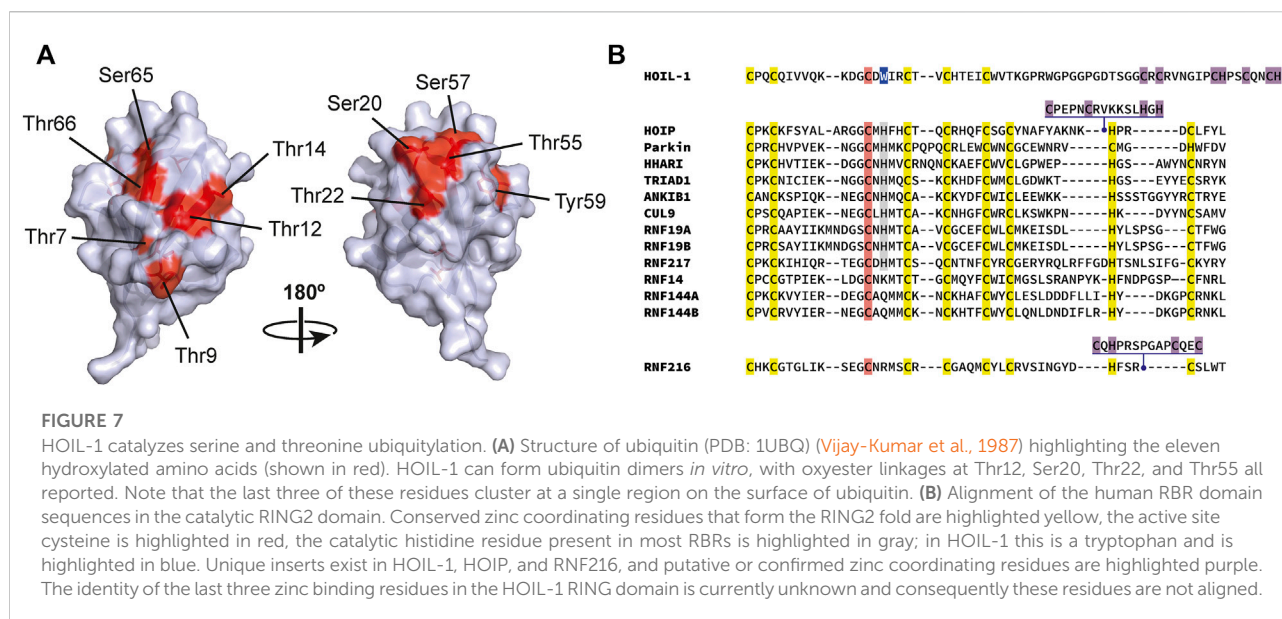 A
Ser65
Thr66
Thr14
Thr7
Thr12
Thr9
180º
Ser57
Ser20
Thr55
Thr22
Tyr59
B
HOIL-1 CPQCQIVVQK--KDGCDWIRCT--VCHTEICWVTKGPRWGPGGPGDTSGGCRCRVNGIPCHPSCQNCH
CPEPNCRVKKSLHGH
HOIP CPKCKFSYAL-ARGGCMHFHCT--QCRHQFCSGCYNAFYAKNK---HPR-----DCLFYL
Parkin CPRCHVPVEK--NGGCMHMKCPQPQCRLEWCWNCGCEWNRV-----CMG-----DHWFDV
HHARI CPKCHVTIEK--DGGCNHMVCRNQNCKAEFCWVCLGPWEP------HGS---AWYNCNRYN
TRIAD1 CPKCNICIEK--NGGCNHMQCS--KCKHDFCWMCLGDWKT------HGS---EYYECSRYK
ANKIB1 CANCKSPIQK--NEGCNHMQCA--KCKYDFCWICLEEWKK------HSSSTGGYYRCTRYE
CUL9 CPSCQAPIEK--NEGCLHMTCA--KCNHGFCWRCLKSWKPN-----HK----DYYNCSAMV
RNF19A CPRCAAYIIKMNDGSCNHMTCA--VCGCEFCWLCMKEISDL-----HYLSPSG---CTFWG
RNF19B CPRCSAYIIKMNDGSCNHMTCA--VCGCEFCWLCMKEISDL-----HYLSPSG---CTFWG
RNF217 CPKCKIHIQR--TEGCDHMTCS--QCNTNFCYRCGERYRQLRFFGDHTSNLSIFG-CKYRY
RNF14 CPCCGTPIEK--LDGCNKMTCT--GCMQYFCWICMGSLSRANPYK-HFNDPGSP--CFNRL
RNF144A CPKCKVYIER--DEGCAQMMCK--NCKHAFCWYCLESLDDDFLLI-HY----DKGPCRNKL
RNF144B CPVCRVYIER--NEGCAQMMCK--NCKHTFCWYCLQNLDNDIFLR-HY----DKGPCRNKL
CQHPRSPGAPCQEC
RNF216 CHKCGTGLIK-SEGCNRMSCR---CGAQMCYLCRVSINGYD----HFSR-----CSLWT
FIGURE 7
HOIL-1 catalyzes serine and threonine ubiquitylation. (A) Structure of ubiquitin (PDB: 1UBQ) (Vijay-Kumar et al., 1987) highlighting the eleven
hydroxylated amino acids (shown in red). HOIL-1 can form ubiquitin dimers in vitro, with oxyester linkages at Thr12, Ser20, Thr22, and Thr55 all
reported. Note that the last three of these residues cluster at a single region on the surface of ubiquitin. (B) Alignment of the human RBR domain
sequences in the catalytic RING2 domain. Conserved zinc coordinating residues that form the RING2 fold are highlighted yellow, the active site
cysteine is highlighted in red, the catalytic histidine residue present in most RBRs is highlighted in gray; in HOIL-1 this is a tryptophan and is
highlighted in blue. Unique inserts exist in HOIL-1, HOIP, and RNF216, and putative or confirmed zinc coordinating residues are highlighted purple.
The identity of the last three zinc binding residues in the HOIL-1 RING domain is currently unknown and consequently these residues are not aligned.